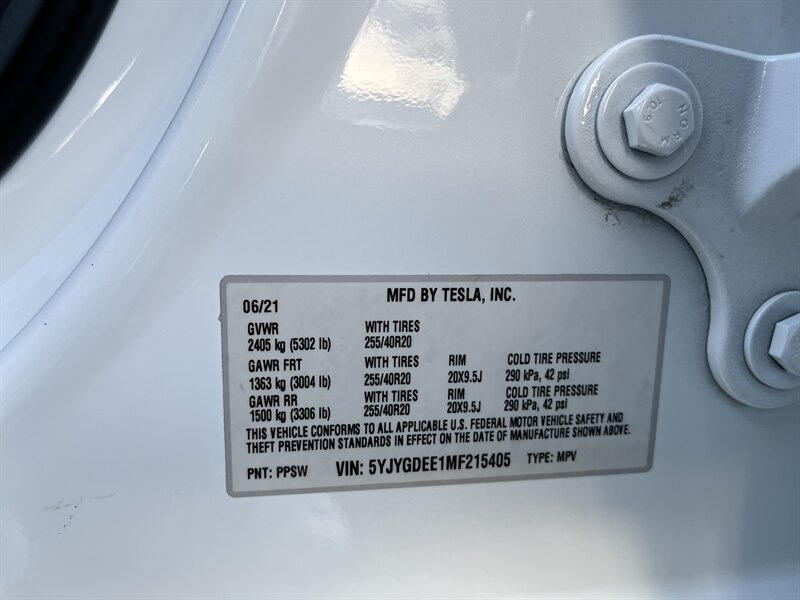 NORM 10.9/
MFD BY TESLA, INC.
06/21
GVWR WITH TIRES
2405 kg (5302 lb) 255/40R20
GAWR FRT WITH TIRES RIM COLD TIRE PRESSURE
1363 kg (3004 lb) 255/40R20 20X9.5J 290 kPa, 42 psi
GAWR RR WITH TIRES RIM COLD TIRE PRESSURE
1500 kg (3306 lb) 255/40R20 20X9.5J 290 kPa, 42 psi
THIS VEHICLE CONFORMS TO ALL APPLICABLE U.S. FEDERAL MOTOR VEHICLE SAFETY AND
THEFT PREVENTION STANDARDS IN EFFECT ON THE DATE OF MANUFACTURE SHOWN ABOVE.
PNT: PPSW VIN: 5YJYGDEE1MF215405 TYPE: MPV